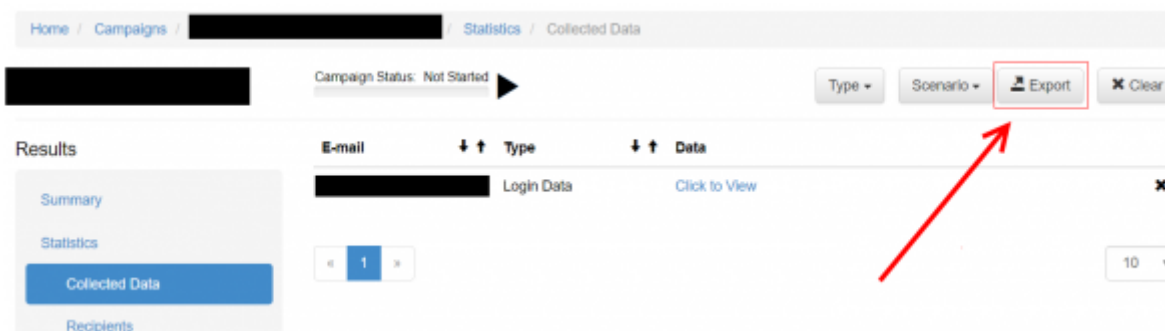 Home / Campaigns / / Statistics / Collected Data
Campaign Status: Not Started
Type Scenario Export Clear
Results
E-mail Type Data
Login Data Click to View
Summary
Statistics
« 1 »
10
Collected Data
Recipients